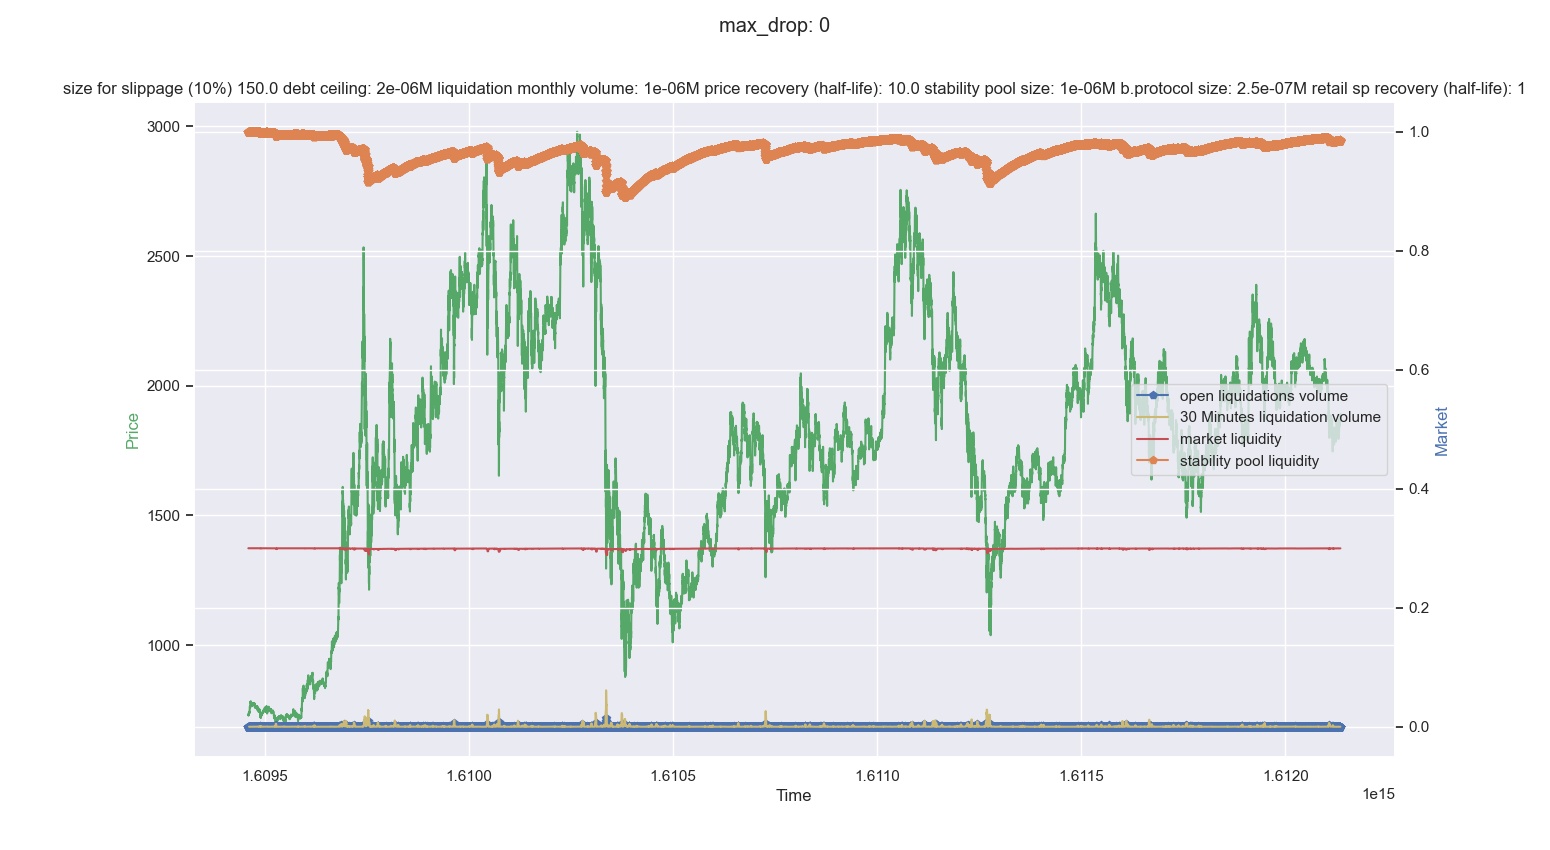 max_drop: 0
size for slippage (10%) 150.0 debt ceiling: 2e-06M liquidation monthly volume: 1e-06M price recovery (half-life): 10.0 stability pool size: 1e-06M b.protocol size: 2.5e-07M retail sp recovery (half-life): 1
3000
2500
2000
1500
1000
Price
1.0
0.8
0.6
0.4
0.2
0.0
Market
open liquidations volume
30 Minutes liquidation volume
market liquidity
stability pool liquidity
1.6095 1.6100 1.6105 1.6110 1.6115 1.6120
Time
1e15